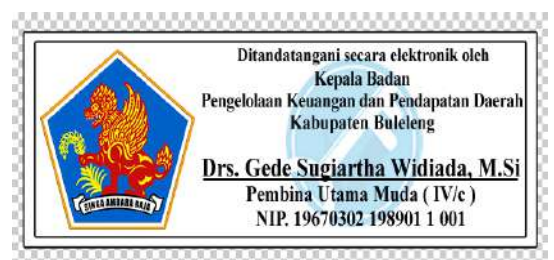 Ditandatangani secara elektronik oleh
Kepala Badan
Pengelolaan Keuangan dan Pendapatan Daerah
Kabupaten Buleleng
Drs. Gede Sugiartha Widiada, M.Si
Pembina Utama Muda ( IV/c )
NIP. 19670302 198901 1 001
SINGA AMBARA RAJA